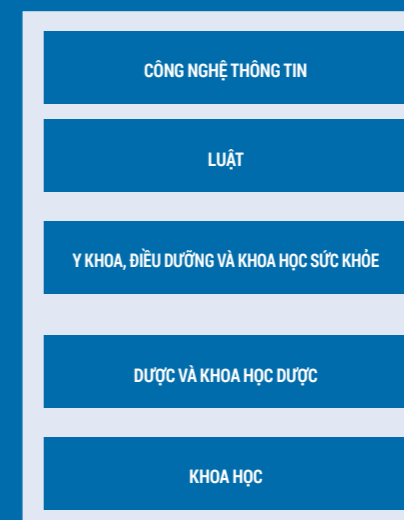 CÔNG NGHỆ THÔNG TIN
LUẬT
Y KHOA, ĐIỀU DƯỠNG VÀ KHOA HỌC SỨC KHỎE
DƯỢC VÀ KHOA HỌC DƯỢC
KHOA HỌC